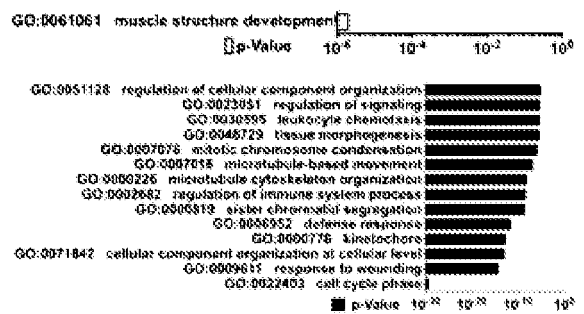 GO:0061061 muscle structure development
p-Value
10-6 10-4 10-2 100
GO:0051128 regulation of cellular component organization
GO:0023051 regulation of signaling
GO:0030595 leukocyte chemotaxis
GO:0048729 tissue morphogenesis
GO:0007076 mitotic chromosome condensation
GO:0007018 microtubule-based movement
GO:0000226 microtubule cytoskeleton organization
GO:0002682 regulation of immune system process
GO:0000819 sister chromatid segregation
GO:0006952 defense response
GO:0000776 kinetochore
GO:0071842 cellular component organization at cellular level
GO:0009611 response to wounding
GO:0022403 cell cycle phase
p-Value